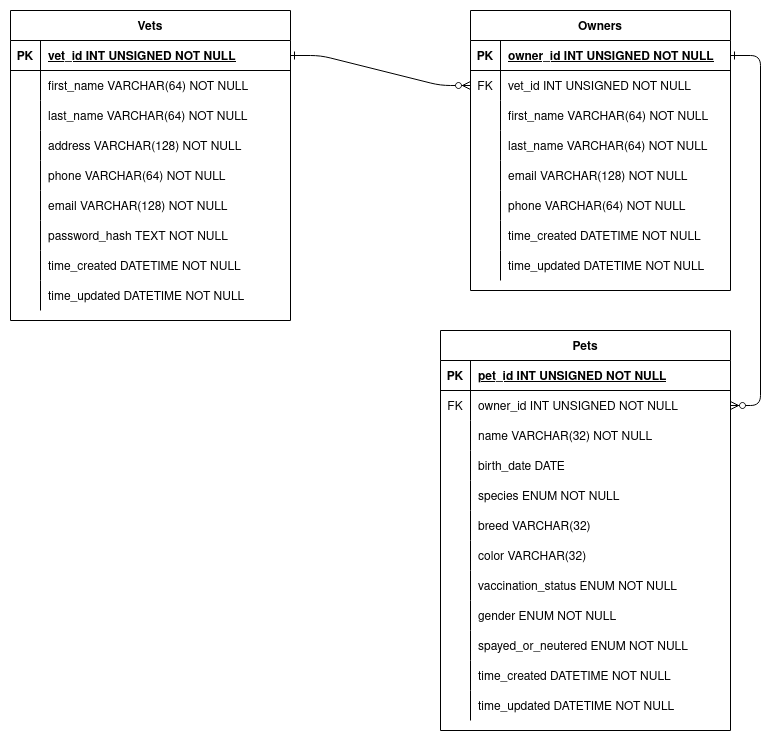 Vets
PK vet_id INT UNSIGNED NOT NULL
first_name VARCHAR(64) NOT NULL
last_name VARCHAR(64) NOT NULL
address VARCHAR(128) NOT NULL
phone VARCHAR(64) NOT NULL
email VARCHAR(128) NOT NULL
password_hash TEXT NOT NULL
time_created DATETIME NOT NULL
time_updated DATETIME NOT NULL
Owners
PK owner_id INT UNSIGNED NOT NULL
FK vet_id INT UNSIGNED NOT NULL
first_name VARCHAR(64) NOT NULL
last_name VARCHAR(64) NOT NULL
email VARCHAR(128) NOT NULL
phone VARCHAR(64) NOT NULL
time_created DATETIME NOT NULL
time_updated DATETIME NOT NULL
Pets
PK pet_id INT UNSIGNED NOT NULL
FK owner_id INT UNSIGNED NOT NULL
name VARCHAR(32) NOT NULL
birth_date DATE
species ENUM NOT NULL
breed VARCHAR(32)
color VARCHAR(32)
vaccination_status ENUM NOT NULL
gender ENUM NOT NULL
spayed_or_neutered ENUM NOT NULL
time_created DATETIME NOT NULL
time_updated DATETIME NOT NULL